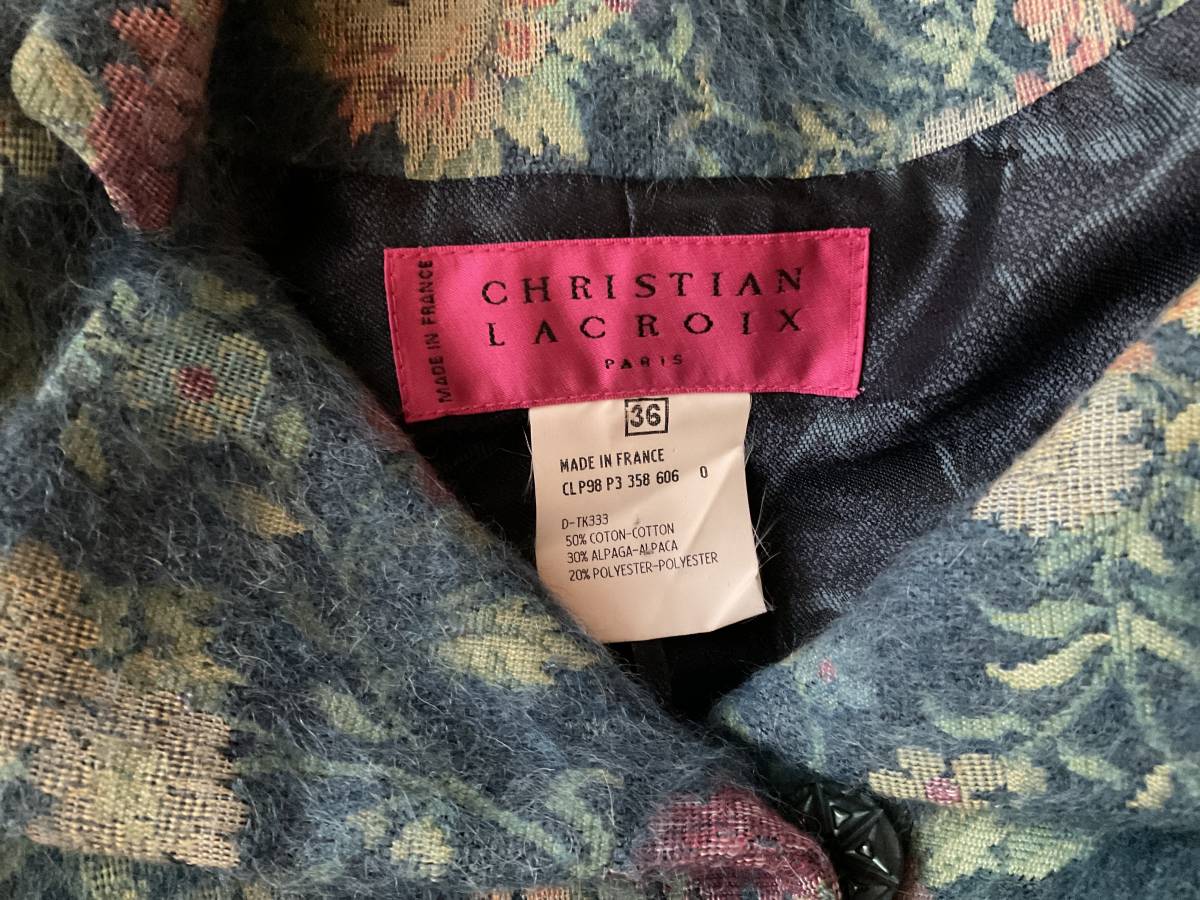 MADE IN FRANCE
CHRISTIAN
LACROIX
PARIS
36
MADE IN FRANCE
CLP98 P3 358 606 0
D-TK333
50% COTON-COTTON
30% ALPAGA-ALPACA
20% POLYESTER-POLYESTER